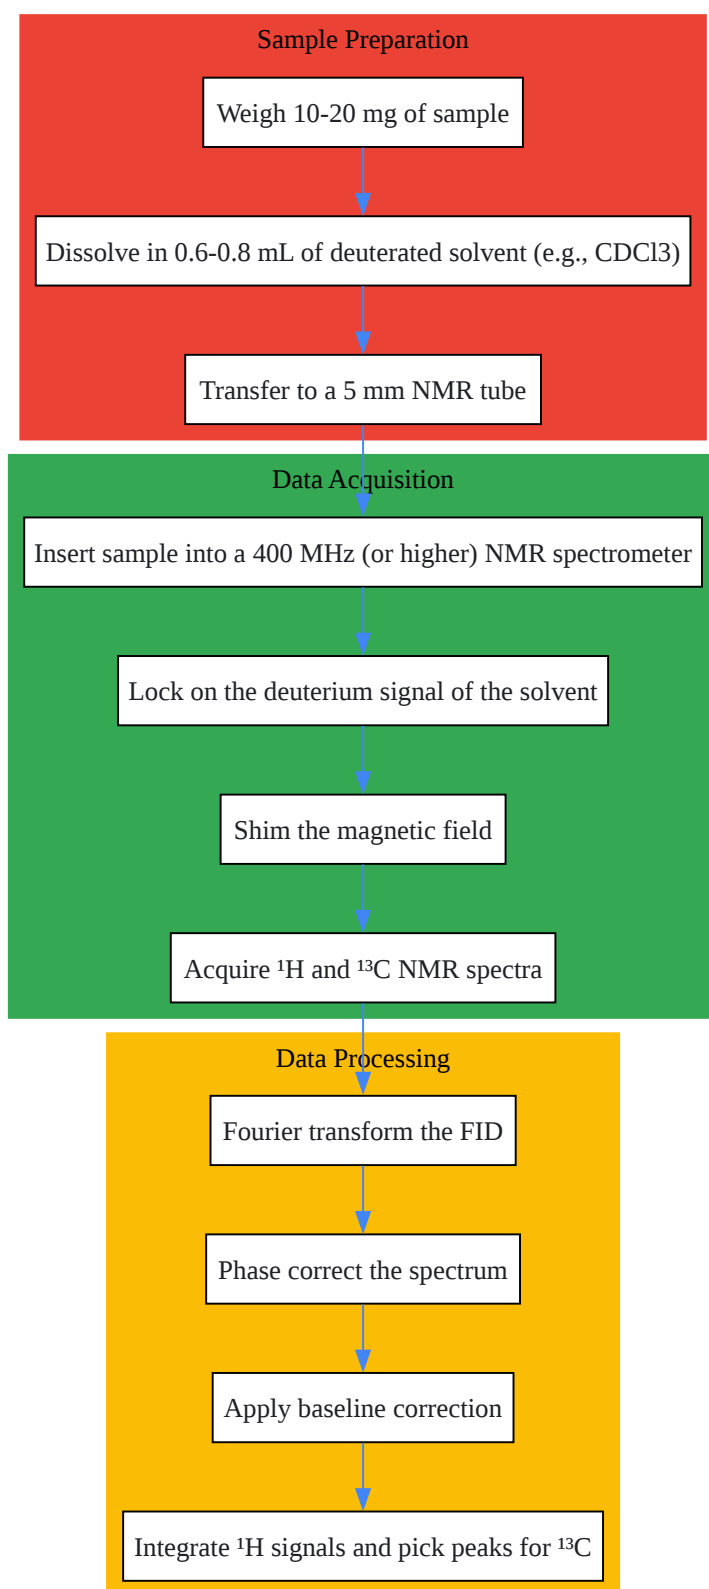 Sample Preparation
Weigh 10-20 mg of sample
Dissolve in 0.6-0.8 mL of deuterated solvent (e.g., CDCl3)
Transfer to a 5 mm NMR tube
Data Acquisition
Insert sample into a 400 MHz (or higher) NMR spectrometer
Lock on the deuterium signal of the solvent
Shim the magnetic field
Acquire ¹H and ¹³C NMR spectra
Data Processing
Fourier transform the FID
Phase correct the spectrum
Apply baseline correction
Integrate ¹H signals and pick peaks for ¹³C